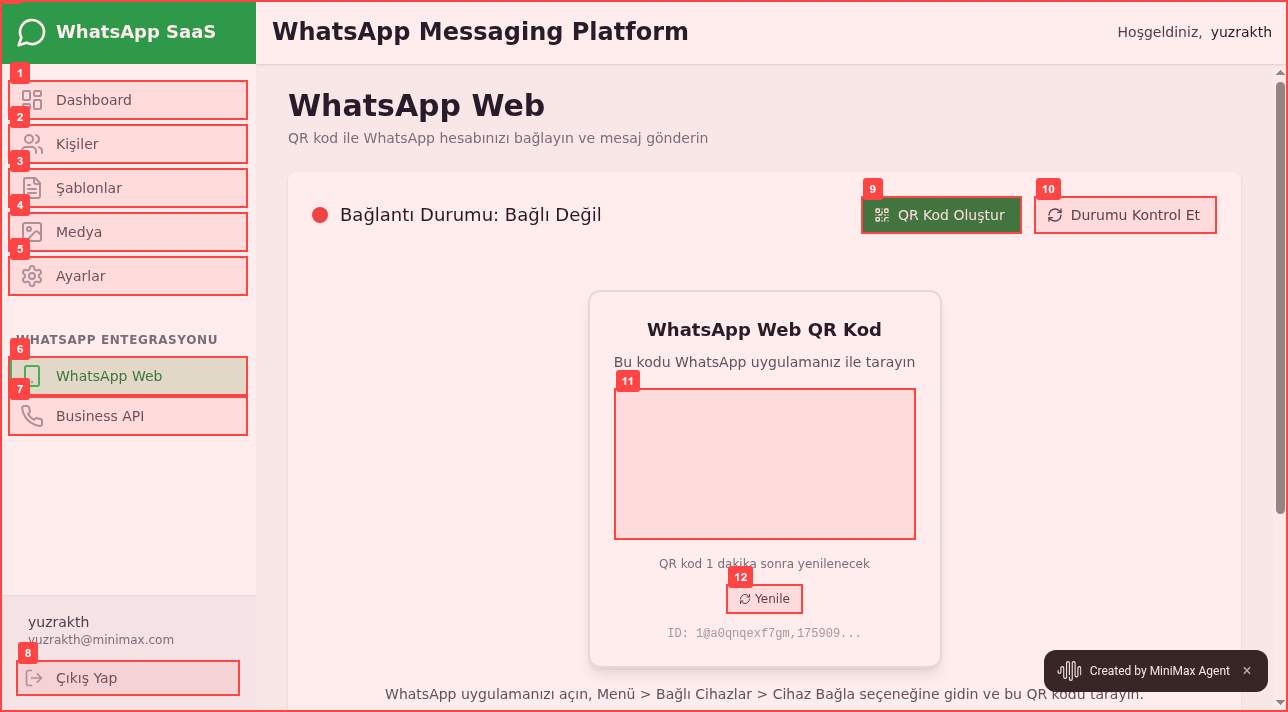 WhatsApp SaaS
WhatsApp Messaging Platform
Hoşgeldiniz, yuzrakth
1
Dashboard
2
Kişiler
3
Şablonlar
4
Medya
5
Ayarlar
WHATSAPP ENTEGRASYONU
6
WhatsApp Web
7
Business API
yuzrakth
yuzrakth@minimax.com
8
Çıkış Yap
WhatsApp Web
QR kod ile WhatsApp hesabınızı bağlayın ve mesaj gönderin
Bağlantı Durumu: Bağlı Değil
9
QR Kod Oluştur
10
Durumu Kontrol Et
WhatsApp Web QR Kod
Bu kodu WhatsApp uygulamanız ile tarayın
11
QR kod 1 dakika sonra yenilenecek
12
Yenile
ID: 1@a0qnqexf7gm,175909...
WhatsApp uygulamanızı açın, Menü > Bağlı Cihazlar > Cihaz Bağla seçeneğine gidin ve bu QR kodu tarayın.
Created by MiniMax Agent ×